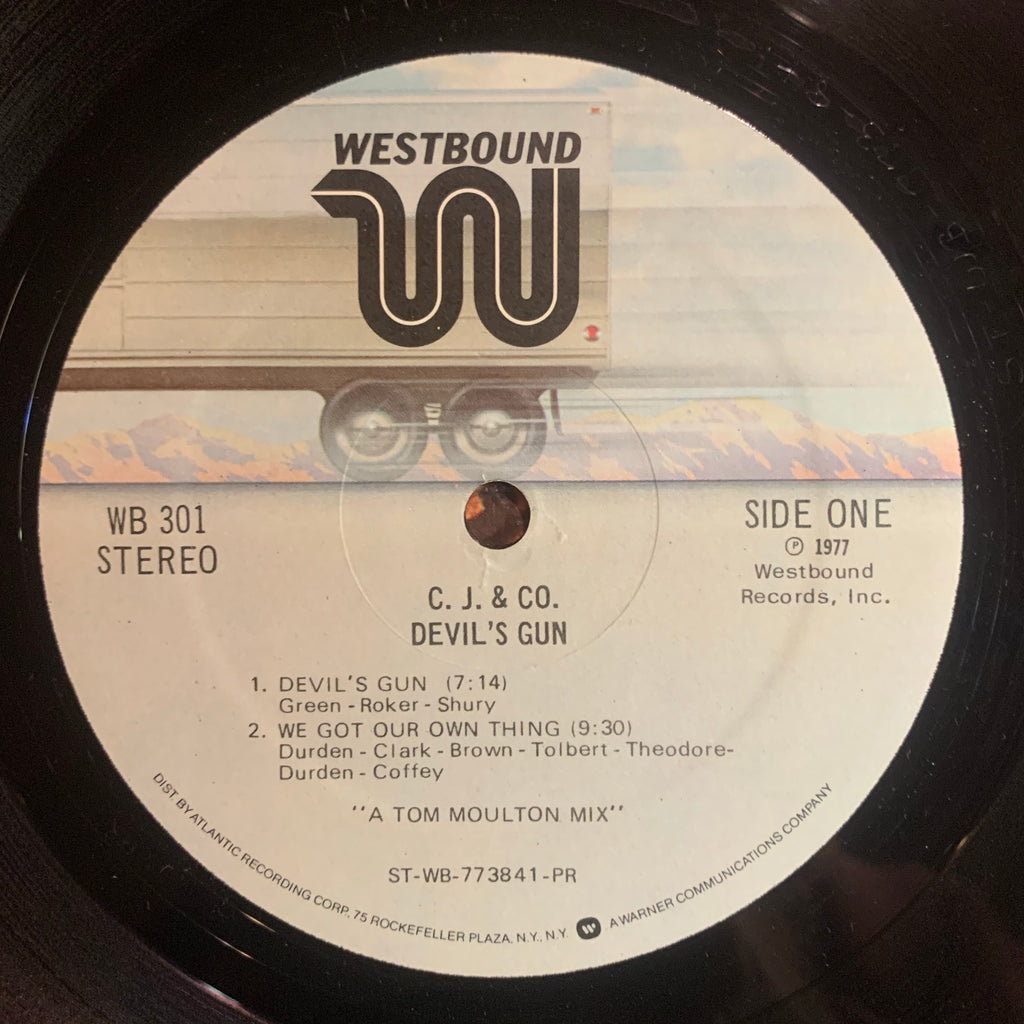 WESTBOUND
WB 301
STEREO
SIDE ONE
℗ 1977
Westbound
Records, Inc.
C. J. & CO.
DEVIL'S GUN
1. DEVIL'S GUN (7:14)
Green - Roker - Shury
2. WE GOT OUR OWN THING (9:30)
Durden - Clark - Brown - Tolbert - Theodore-
Durden - Coffey
"A TOM MOULTON MIX"
ST-WB-773841-PR
DIST. BY ATLANTIC RECORDING CORP. 75 ROCKEFELLER PLAZA, N.Y., N.Y. A WARNER COMMUNICATIONS COMPANY